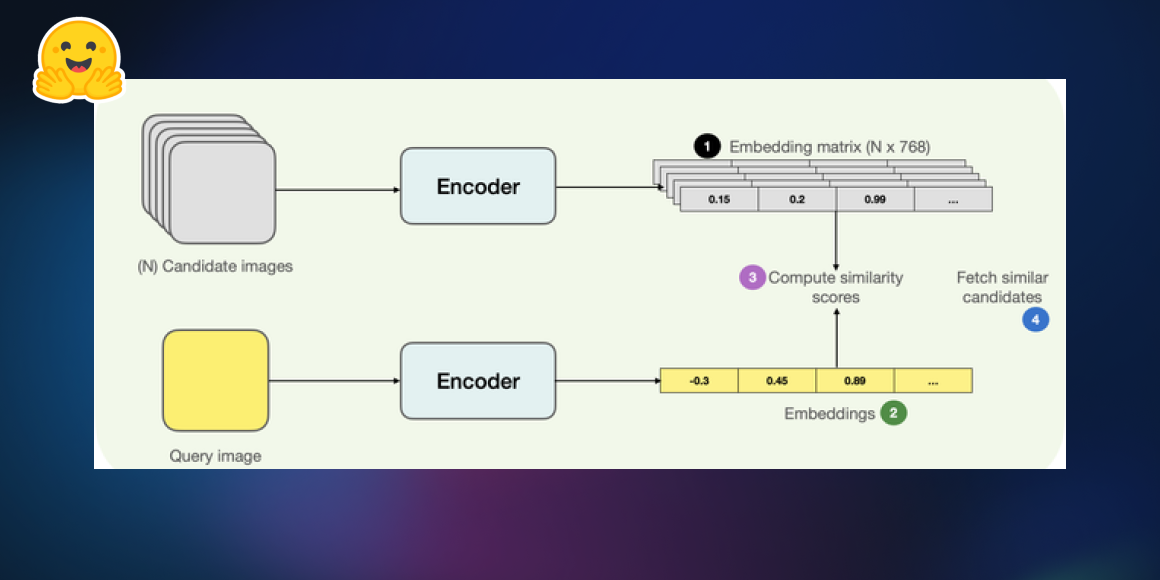 1 Embedding matrix (N x 768)
Encoder
0.15 0.2 0.99 ...
(N) Candidate images
3 Compute similarity
scores
Fetch similar
candidates
4
Encoder
-0.3 0.45 0.89 ...
Embeddings 2
Query image